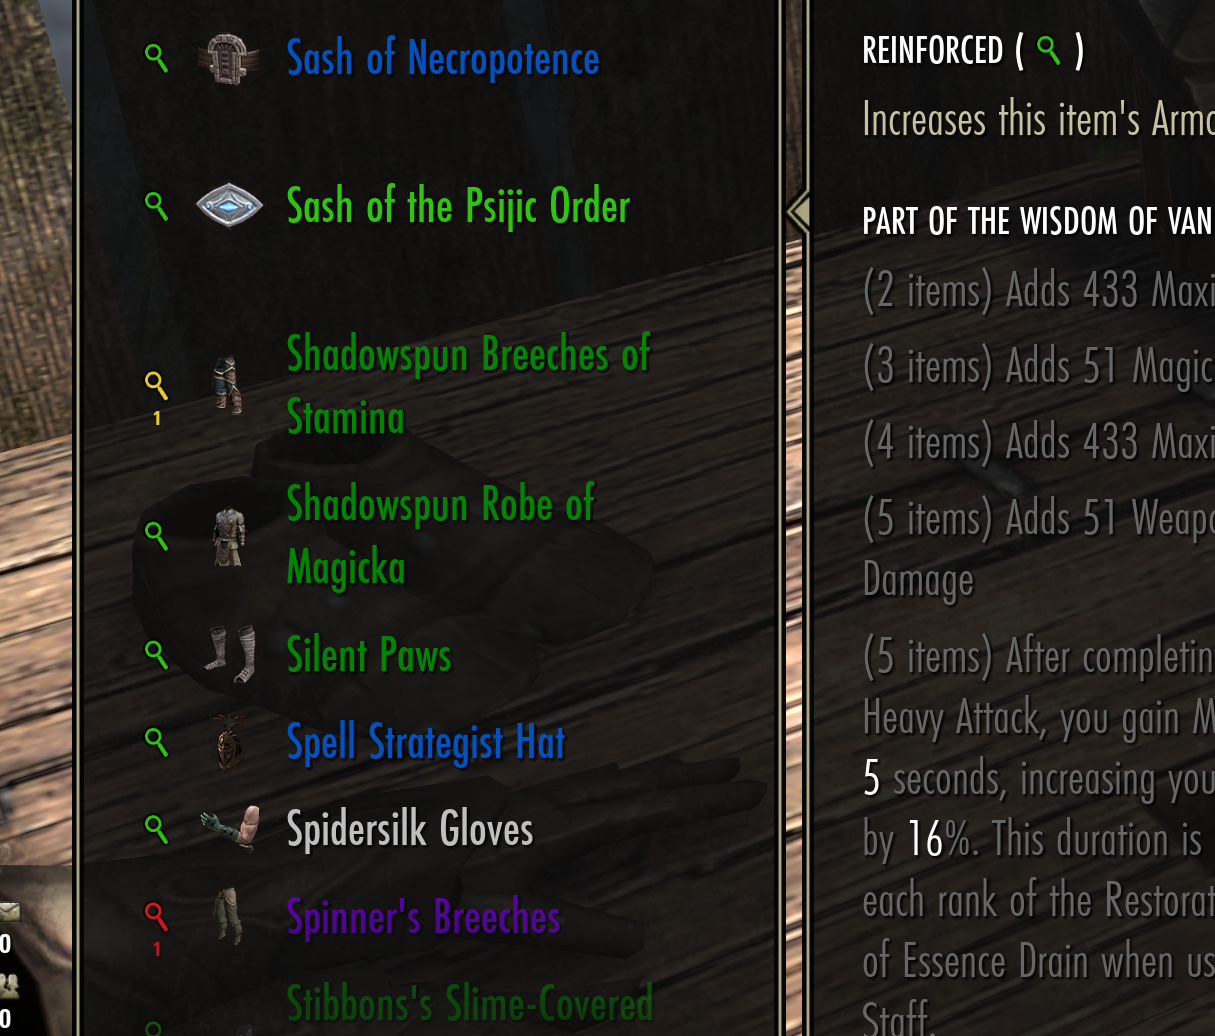 Sash of Necropotence
Sash of the Psijic Order
Shadowspun Breeches of
Stamina
1
Shadowspun Robe of
Magicka
Silent Paws
Spell Strategist Hat
Spidersilk Gloves
Spinner's Breeches
1
Stibbons's Slime-Covered
0
0
REINFORCED ( )
Increases this item's Armo
PART OF THE WISDOM OF VAN
(2 items) Adds 433 Maxi
(3 items) Adds 51 Magic
(4 items) Adds 433 Maxi
(5 items) Adds 51 Weapo
Damage
(5 items) After completin
Heavy Attack, you gain M
5 seconds, increasing you
by 16%. This duration is
each rank of the Restorat
of Essence Drain when us
Staff.